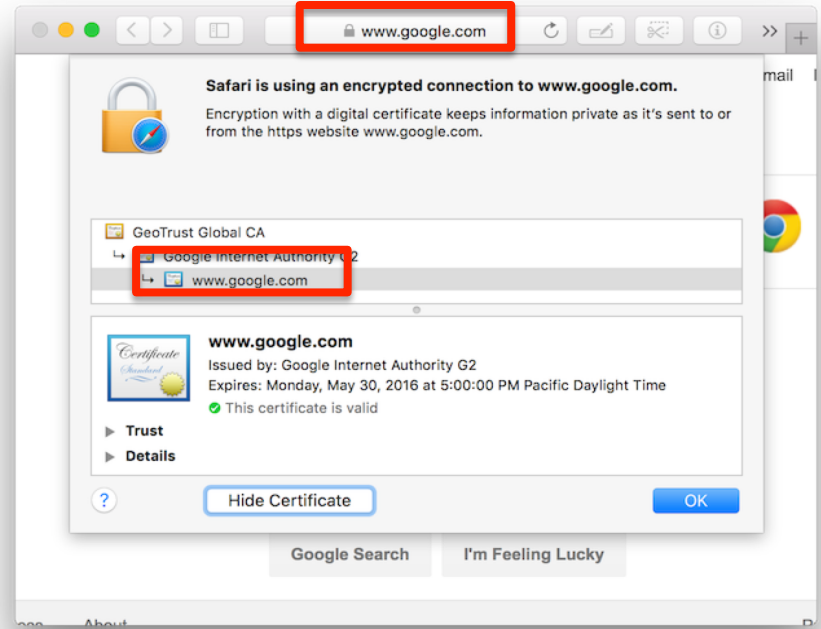 www.google.com
mail
Safari is using an encrypted connection to www.google.com.
Encryption with a digital certificate keeps information private as it's sent to or
from the https website www.google.com.
GeoTrust Global CA
Google Internet Authority G2
www.google.com
Certificate
Standard
www.google.com
Issued by: Google Internet Authority G2
Expires: Monday, May 30, 2016 at 5:00:00 PM Pacific Daylight Time
This certificate is valid
Trust
Details
?
Hide Certificate
OK
Google Search
I'm Feeling Lucky
About